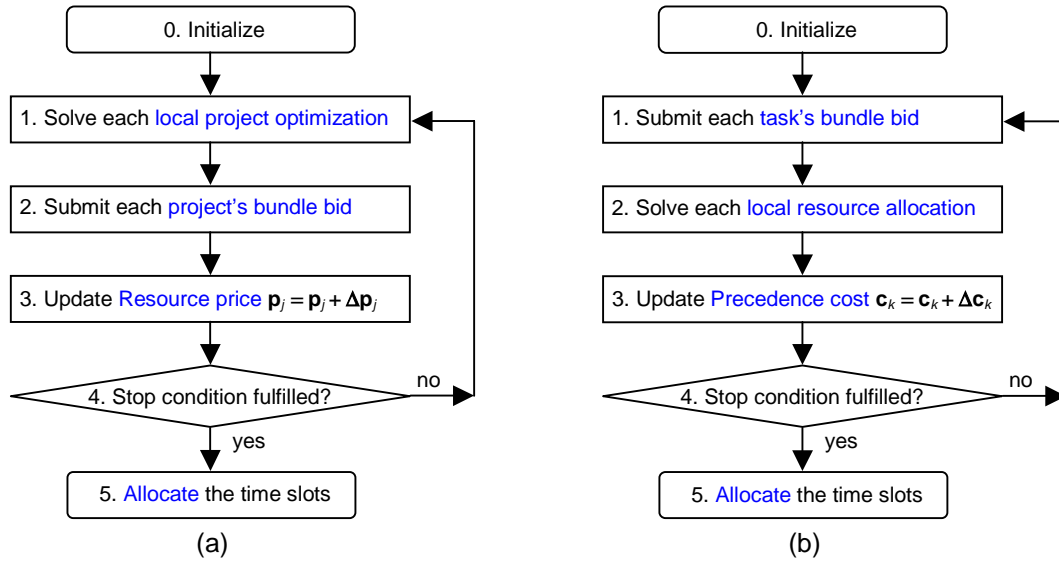 0. Initialize
1. Solve each local project optimization
2. Submit each project's bundle bid
3. Update Resource price pj = pj + Δpj
4. Stop condition fulfilled?
no
yes
5. Allocate the time slots
(a)
0. Initialize
1. Submit each task's bundle bid
2. Solve each local resource allocation
3. Update Precedence cost ck = ck + Δck
4. Stop condition fulfilled?
no
yes
5. Allocate the time slots
(b)